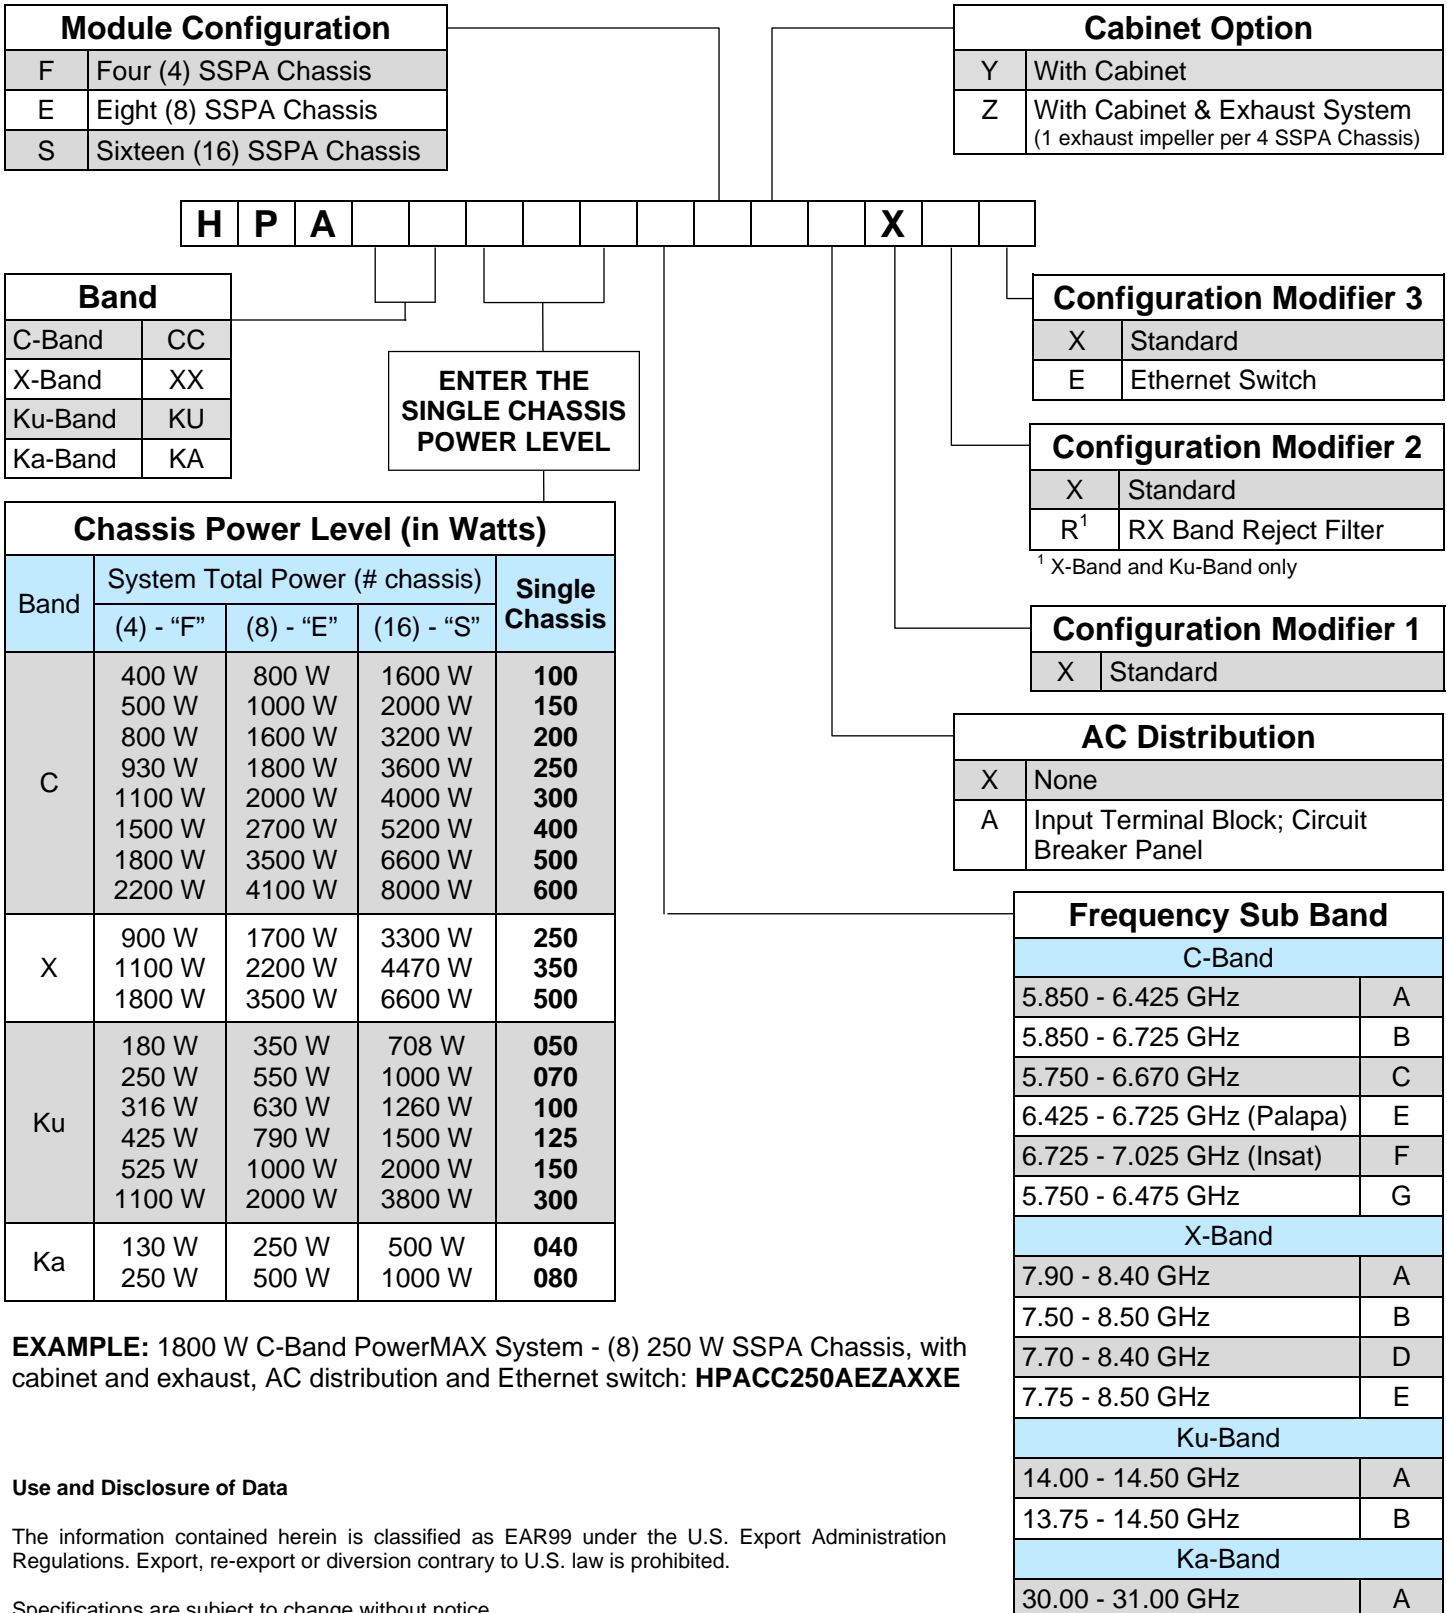 Module Configuration
F Four (4) SSPA Chassis
E Eight (8) SSPA Chassis
S Sixteen (16) SSPA Chassis
Cabinet Option
Y With Cabinet
Z With Cabinet & Exhaust System
(1 exhaust impeller per 4 SSPA Chassis)
H P A X
Band
C-Band CC
X-Band XX
Ku-Band KU
Ka-Band KA
ENTER THE
SINGLE CHASSIS
POWER LEVEL
Configuration Modifier 3
X Standard
E Ethernet Switch
Configuration Modifier 2
X Standard
R¹ RX Band Reject Filter
¹ X-Band and Ku-Band only
Configuration Modifier 1
X Standard
AC Distribution
X None
A Input Terminal Block; Circuit
Breaker Panel
Chassis Power Level (in Watts)
Band System Total Power (# chassis) Single
Chassis
(4) - “F” (8) - “E” (16) - “S”
C
400 W 800 W 1600 W 100
500 W 1000 W 2000 W 150
800 W 1600 W 3200 W 200
930 W 1800 W 3600 W 250
1100 W 2000 W 4000 W 300
1500 W 2700 W 5200 W 400
1800 W 3500 W 6600 W 500
2200 W 4100 W 8000 W 600
X
900 W 1700 W 3300 W 250
1100 W 2200 W 4470 W 350
1800 W 3500 W 6600 W 500
Ku
180 W 350 W 708 W 050
250 W 550 W 1000 W 070
316 W 630 W 1260 W 100
425 W 790 W 1500 W 125
525 W 1000 W 2000 W 150
1100 W 2000 W 3800 W 300
Ka
130 W 250 W 500 W 040
250 W 500 W 1000 W 080
Frequency Sub Band
C-Band
5.850 - 6.425 GHz A
5.850 - 6.725 GHz B
5.750 - 6.670 GHz C
6.425 - 6.725 GHz (Palapa) E
6.725 - 7.025 GHz (Insat) F
5.750 - 6.475 GHz G
X-Band
7.90 - 8.40 GHz A
7.50 - 8.50 GHz B
7.70 - 8.40 GHz D
7.75 - 8.50 GHz E
Ku-Band
14.00 - 14.50 GHz A
13.75 - 14.50 GHz B
Ka-Band
30.00 - 31.00 GHz A
EXAMPLE: 1800 W C-Band PowerMAX System - (8) 250 W SSPA Chassis, with
cabinet and exhaust, AC distribution and Ethernet switch: HPACC250AEZAXXE
Use and Disclosure of Data
The information contained herein is classified as EAR99 under the U.S. Export Administration
Regulations. Export, re-export or diversion contrary to U.S. law is prohibited.
Specifications are subject to change without notice